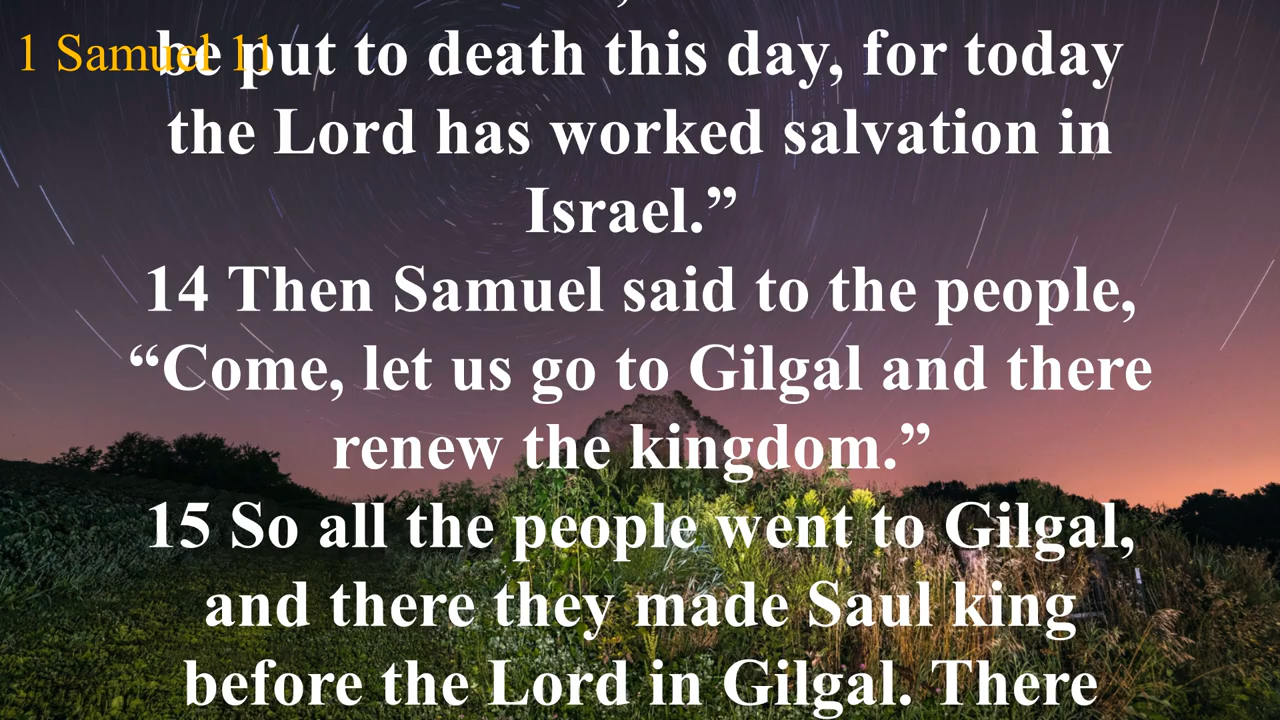 1 Samuel 11
be put to death this day, for today
the Lord has worked salvation in
Israel.”
14 Then Samuel said to the people,
“Come, let us go to Gilgal and there
renew the kingdom.”
15 So all the people went to Gilgal,
and there they made Saul king
before the Lord in Gilgal. There